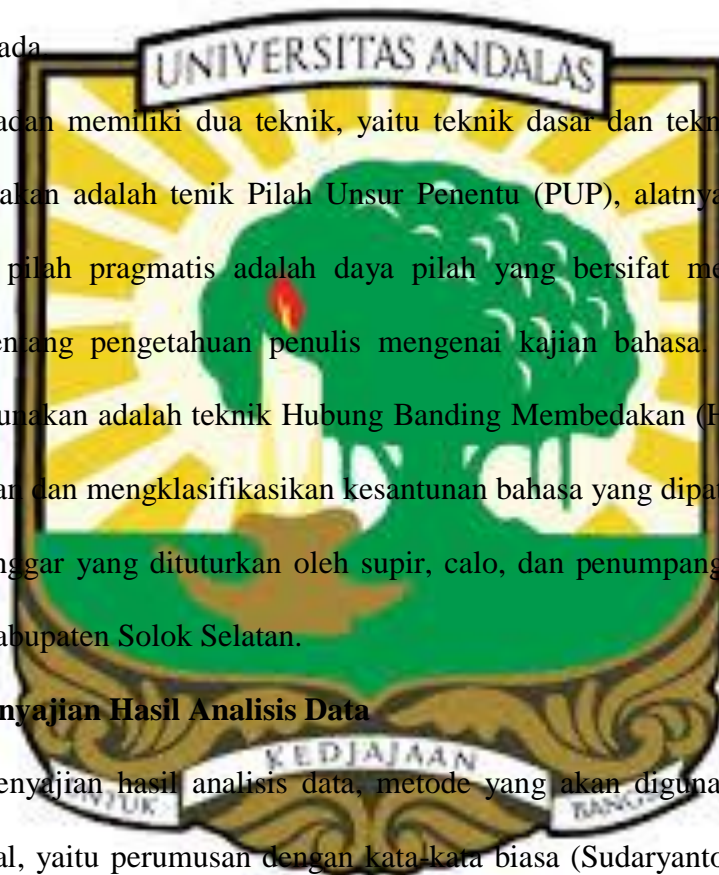 ada
UNIVERSITAS ANDALAS
adan memiliki dua teknik, yaitu teknik dasar dan tekn
akan adalah tenik Pilah Unsur Penentu (PUP), alatnya
pilah pragmatis adalah daya pilah yang bersifat me
entang pengetahuan penulis mengenai kajian bahasa.
unakan adalah teknik Hubung Banding Membedakan (H
an dan mengklasifikasikan kesantunan bahasa yang dipat
nggar yang dituturkan oleh supir, calo, dan penumpang
abupaten Solok Selatan.
nyajian Hasil Analisis Data
KEDJAJAAN
enyajian hasil analisis data, metode yang akan diguna
UNTUK BANGSA
al, yaitu perumusan dengan kata-kata biasa (Sudaryanto